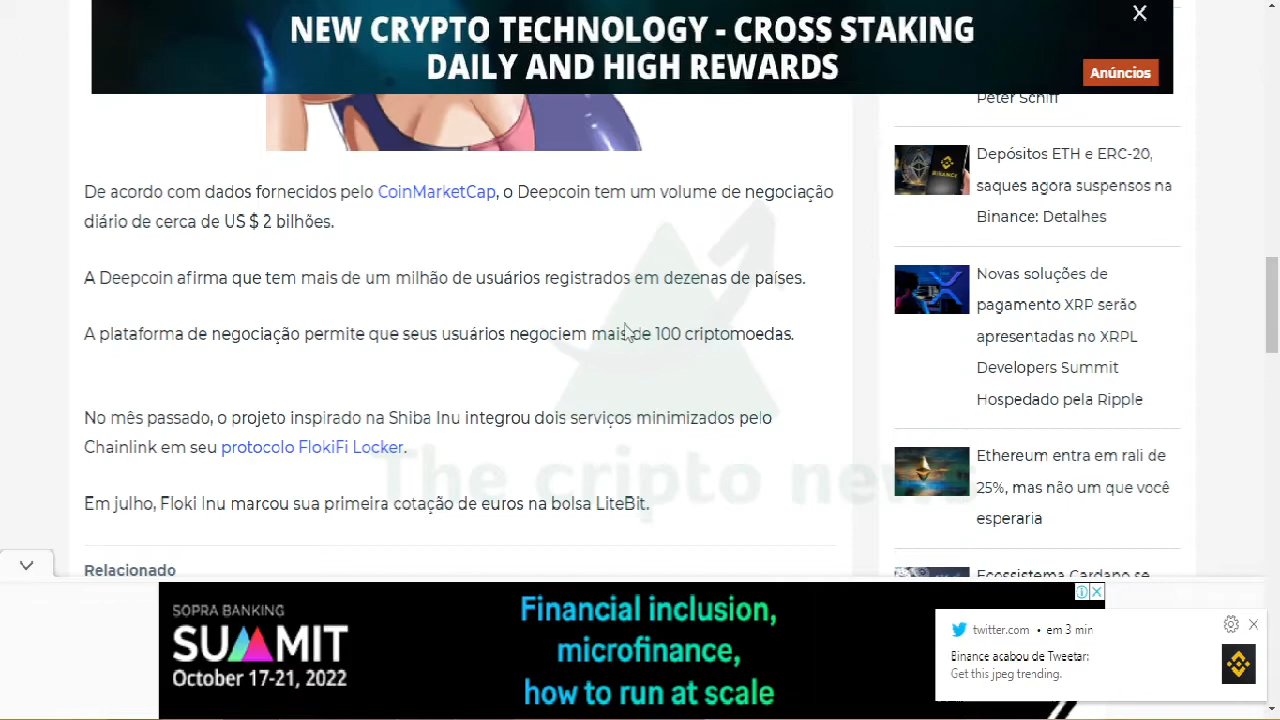 NEW CRYPTO TECHNOLOGY - CROSS STAKING
DAILY AND HIGH REWARDS
Anúncios
De acordo com dados fornecidos pelo CoinMarketCap, o Deepcoin tem um volume de negociação
diário de cerca de US $ 2 bilhões.
A Deepcoin afirma que tem mais de um milhão de usuários registrados em dezenas de países.
A plataforma de negociação permite que seus usuários negociem mais de 100 criptomoedas.
No mês passado, o projeto inspirado na Shiba Inu integrou dois serviços minimizados pelo
Chainlink em seu protocolo FlokiFi Locker.
Em julho, Floki Inu marcou sua primeira cotação de euros na bolsa LiteBit.
Relacionado
The cripto news
Peter Schiff
Depósitos ETH e ERC-20,
saques agora suspensos na
Binance: Detalhes
BINANCE
Novas soluções de
pagamento XRP serão
apresentadas no XRPL
Developers Summit
Hospedado pela Ripple
Ethereum entra em rali de
25%, mas não um que você
esperaria
Ecossistema Cardano se
SOPRA BANKING
SUMMIT
October 17-21, 2022
Financial inclusion,
microfinance,
how to run at scale
twitter.com • em 3 min
Binance acabou de Tweetar:
Get this jpeg trending.